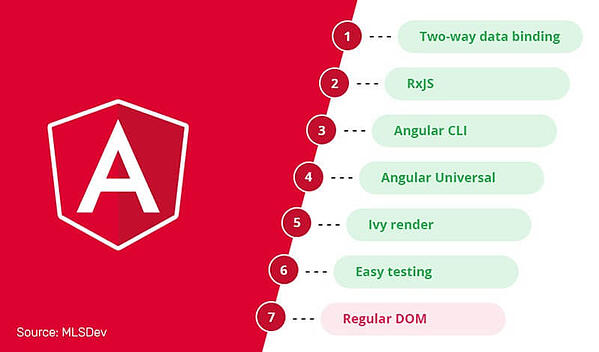 1 Two-way data binding
2 RxJS
3 Angular CLI
4 Angular Universal
5 Ivy render
6 Easy testing
7 Regular DOM
A
Source: MLSDev